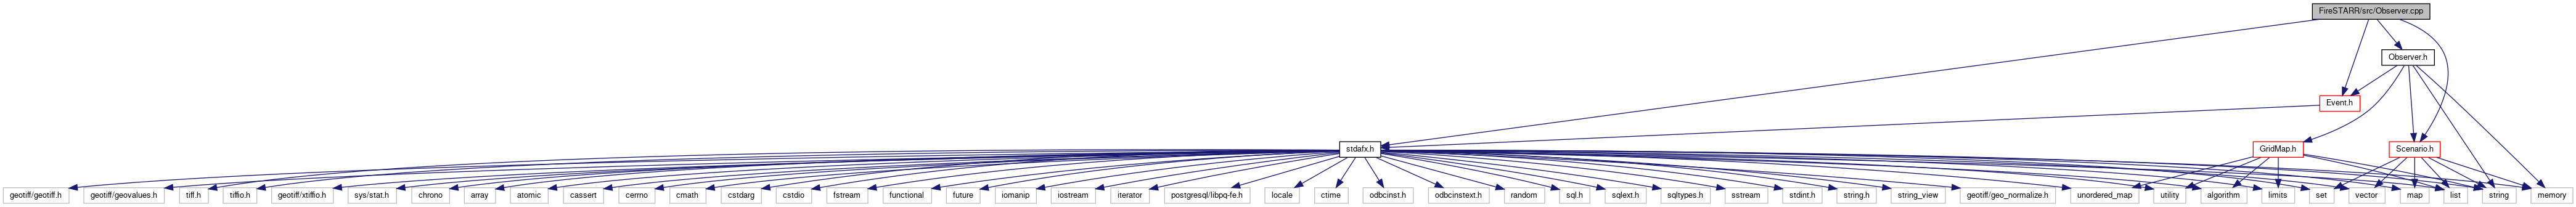 FireSTARR/src/Observer.cpp
Observer.h
Event.h
stdafx.h
GridMap.h
Scenario.h
geotiff/geotiff.h
geotiff/geovalues.h
tiff.h
tiffio.h
geotiff/xtiffio.h
sys/stat.h
chrono
array
atomic
cassert
cerrno
cmath
cstdarg
cstdio
fstream
functional
future
iomanip
iostream
iterator
postgresql/libpq-fe.h
locale
ctime
odbcinst.h
odbcinstext.h
random
sql.h
sqlext.h
sqltypes.h
sstream
stdint.h
string.h
string_view
geotiff/geo_normalize.h
unordered_map
utility
algorithm
limits
set
vector
map
list
string
memory